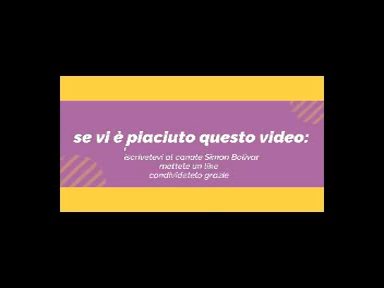 se vi è piaciuto questo video:
iscrivetevi al canale Simon Bolivar
mettete un like
condividetelo grazie